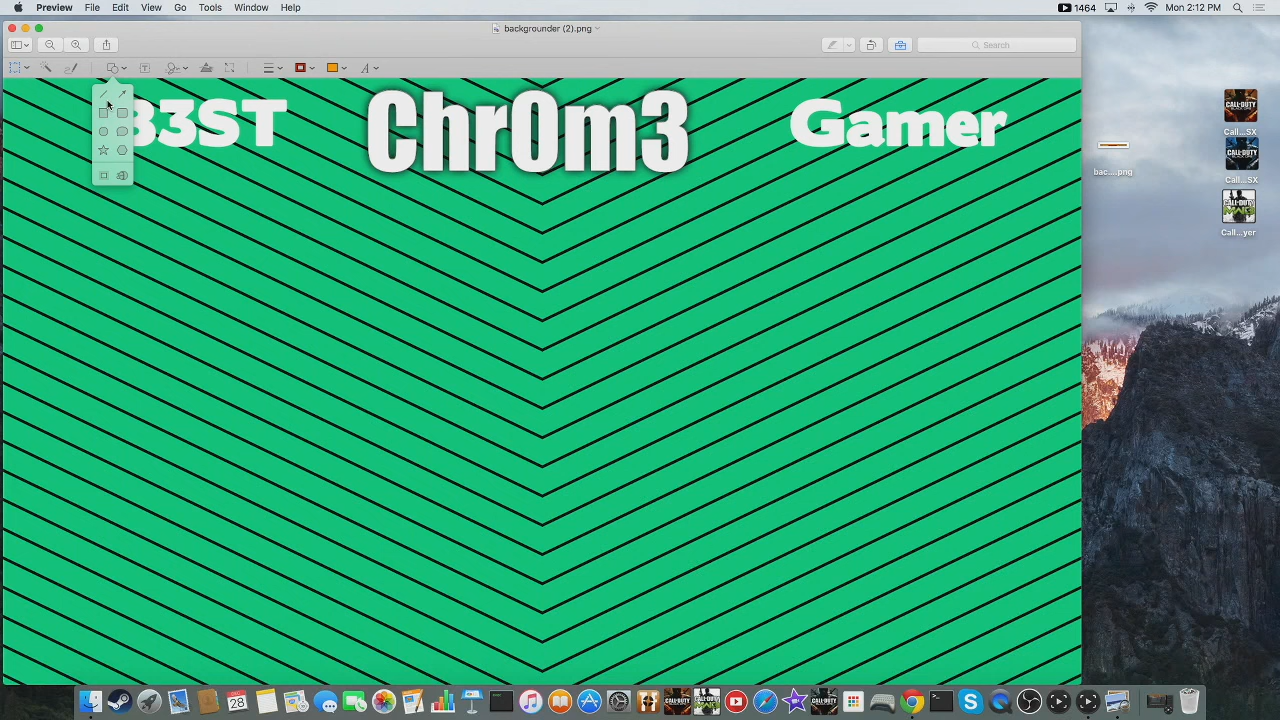 Preview File Edit View Go Tools Window Help 1464 Mon 2:12 PM
backgrounder (2).png
Search
B3ST Chr0m3 Gamer
Call...SX
bac....png
Call...SX
Call...yer